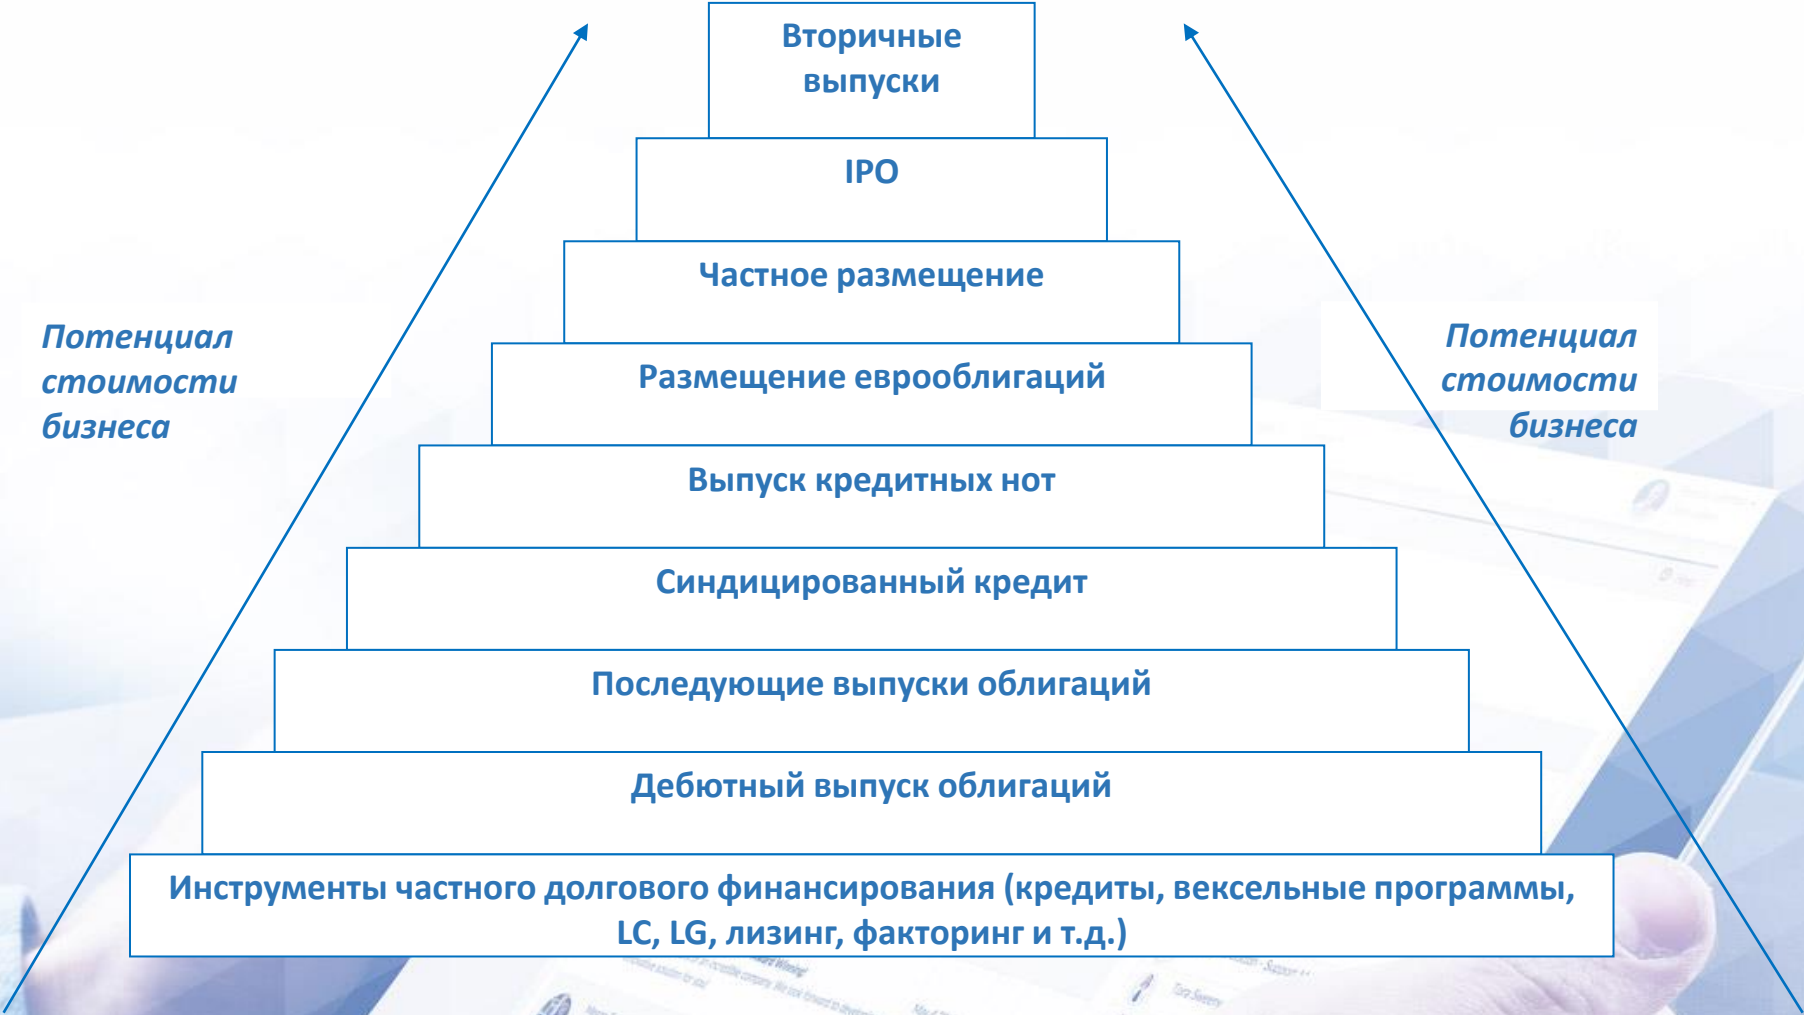 Вторичные
выпуски
IPO
Частное размещение
Потенциал
стоимости
бизнеса
Потенциал
стоимости
бизнеса
Размещение еврооблигаций
Выпуск кредитных нот
Синдицированный кредит
Последующие выпуски облигаций
Дебютный выпуск облигаций
Инструменты частного долгового финансирования (кредиты, вексельные программы,
LC, LG, лизинг, факторинг и т.д.)